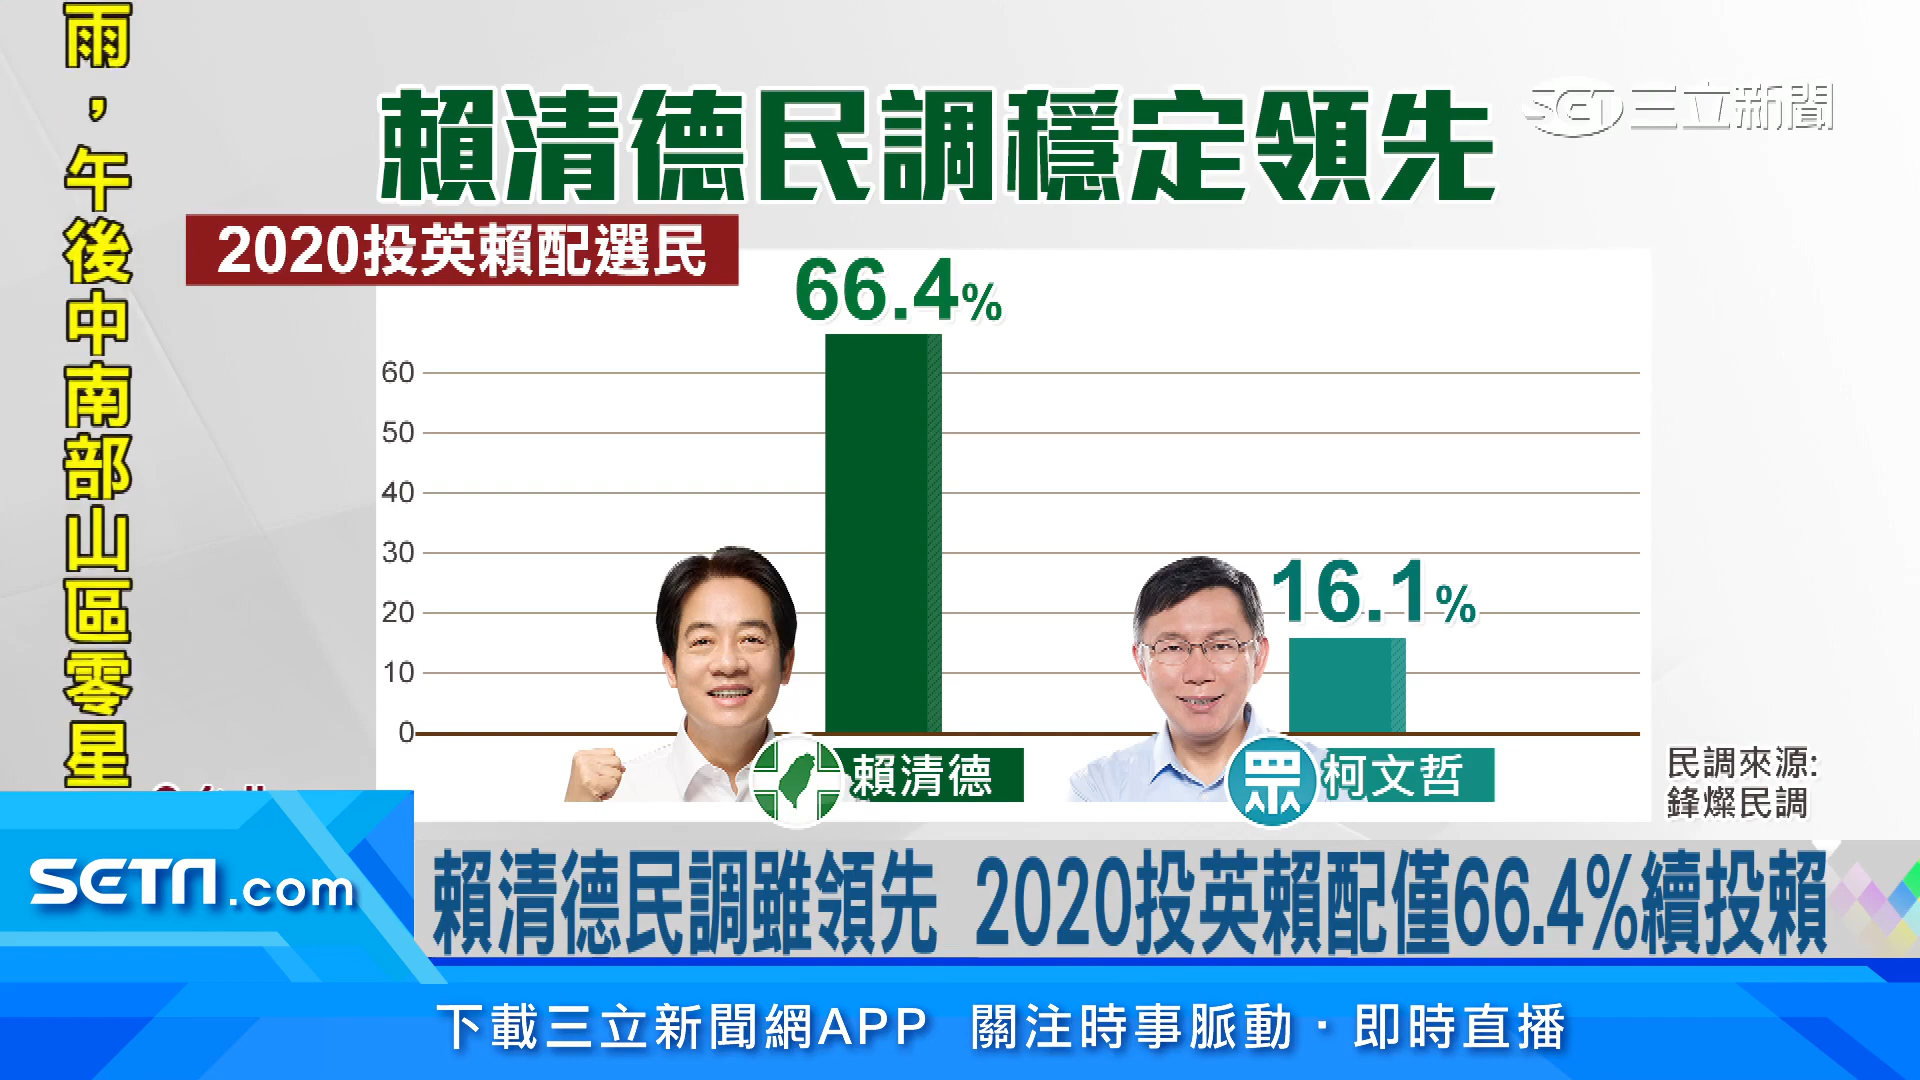 雨，午後中南部山區零星
賴清德民調穩定領先
SET三立新聞
2020投英賴配選民
66.4%
60
50
40
30
20
10
0
16.1%
賴清德
眾
柯文哲
民調來源:
鋒燦民調
SETN.com
賴清德民調雖領先 2020投英賴配僅66.4%續投賴
下載三立新聞網APP 關注時事脈動・即時直播